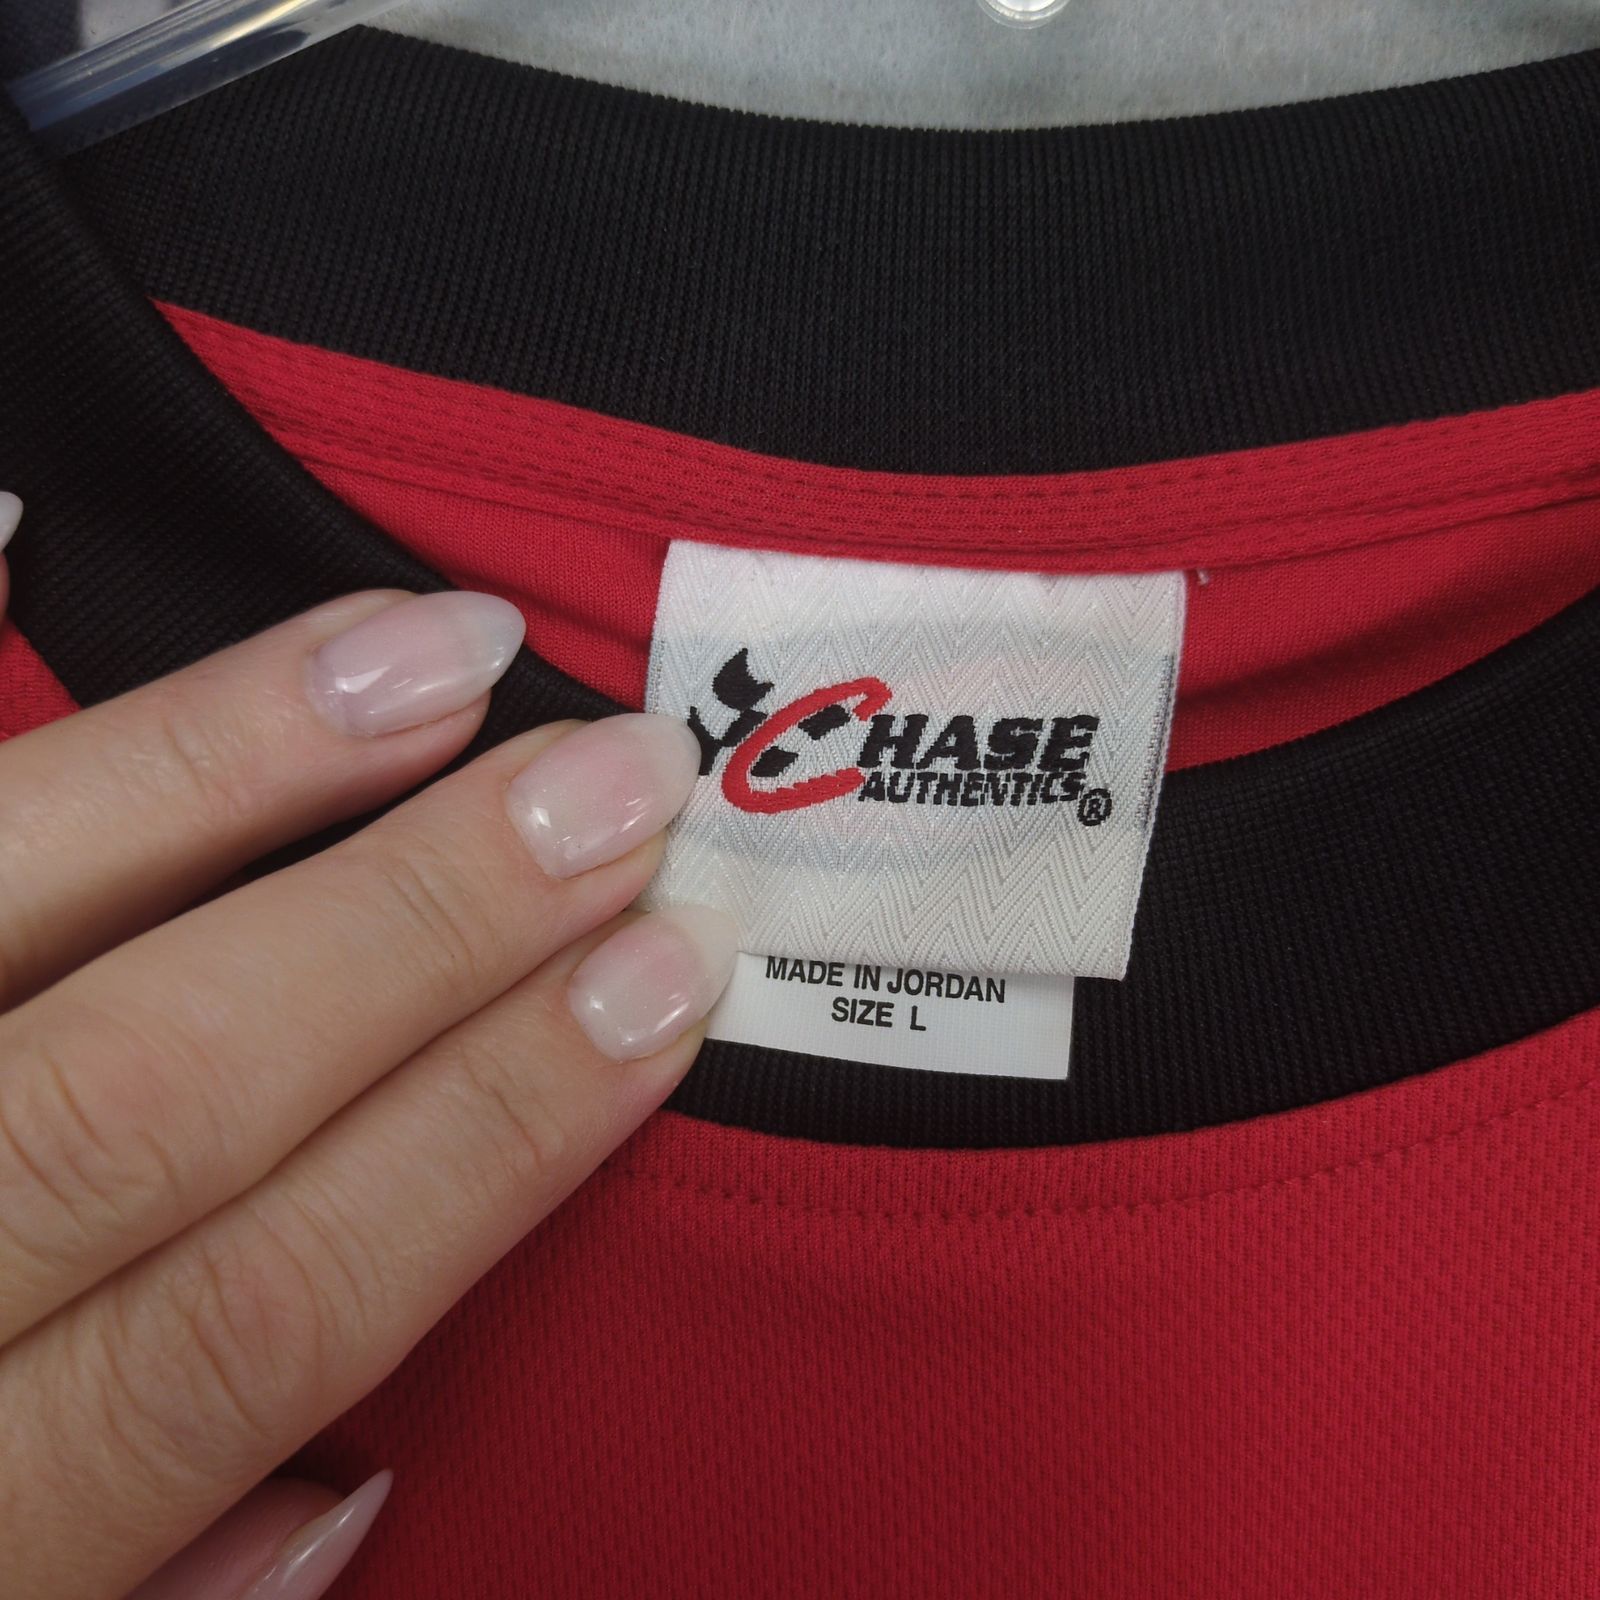 CHASE
AUTHENTICS®
MADE IN JORDAN
SIZE L